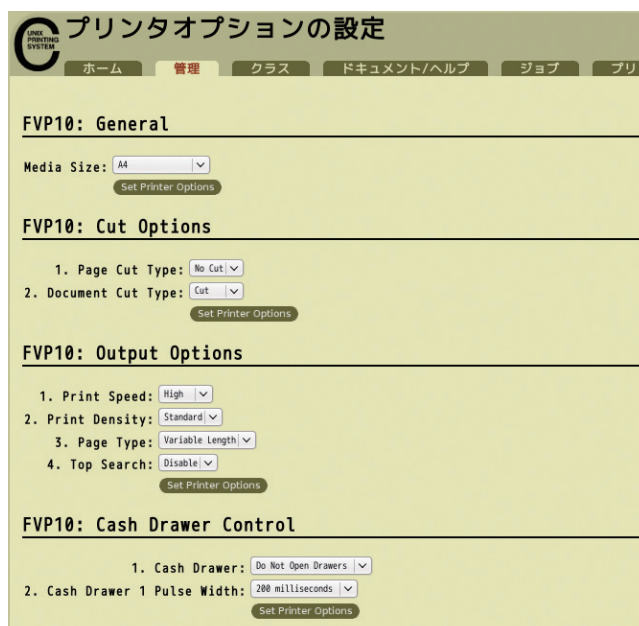 UNIX
PRINTING
SYSTEM
プリンタオプションの設定
ホーム 管理 クラス ドキュメント/ヘルプ ジョブ プリ
FVP10: General
Media Size: A4
Set Printer Options
FVP10: Cut Options
1. Page Cut Type: No Cut
2. Document Cut Type: Cut
Set Printer Options
FVP10: Output Options
1. Print Speed: High
2. Print Density: Standard
3. Page Type: Variable Length
4. Top Search: Disable
Set Printer Options
FVP10: Cash Drawer Control
1. Cash Drawer: Do Not Open Drawers
2. Cash Drawer 1 Pulse Width: 200 milliseconds
Set Printer Options